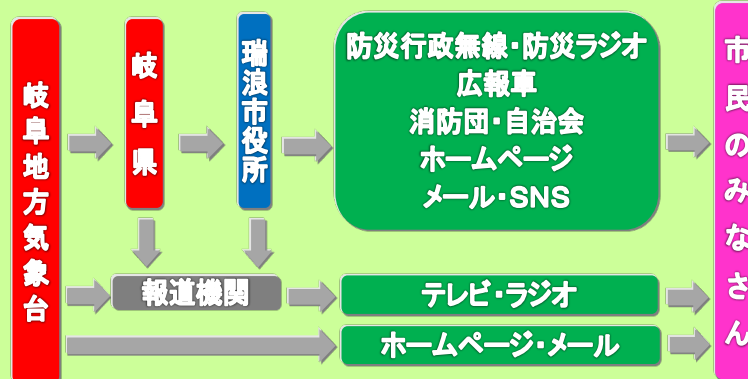 岐阜地方気象台
岐阜県
瑞浪市役所
防災行政無線・防災ラジオ
広報車
消防団・自治会
ホームページ
メール・SNS
報道機関
テレビ・ラジオ
ホームページ・メール
市民のみなさん